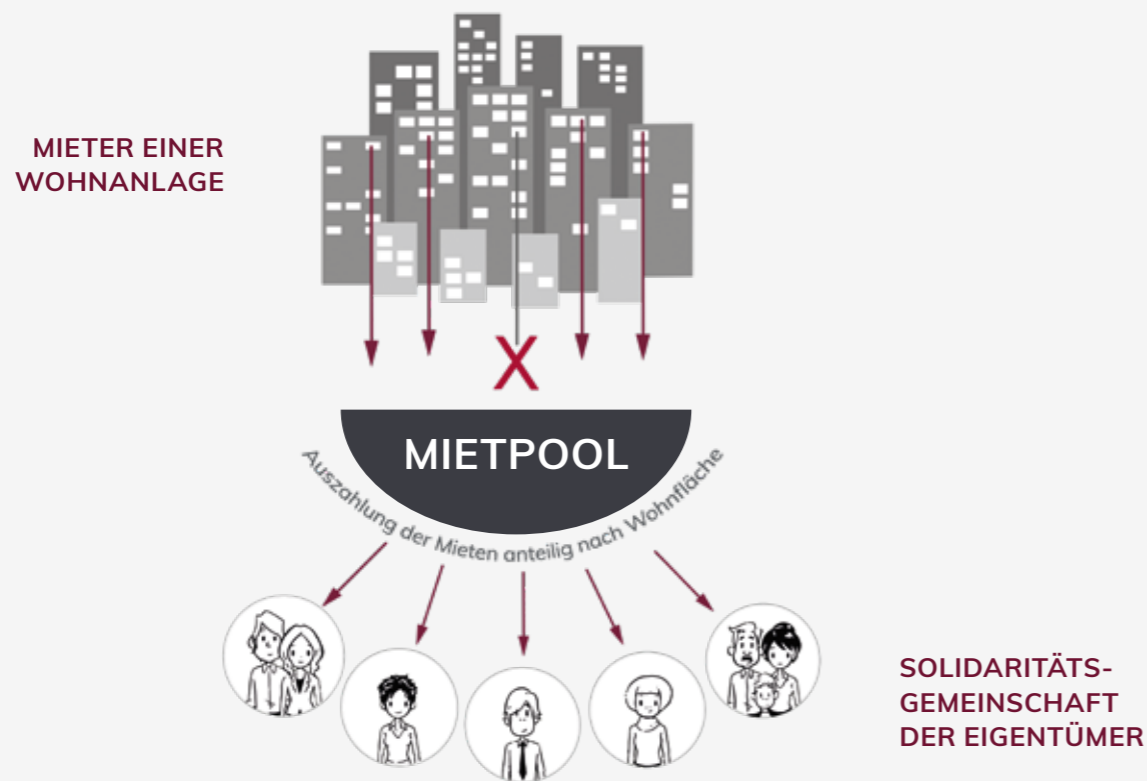 MIETER EINER
WOHNANLAGE
X
MIETPOOL
Auszahlung der Mieten anteilig nach Wohnfläche
SOLIDARITÄTS-
GEMEINSCHAFT
DER EIGENTÜMER